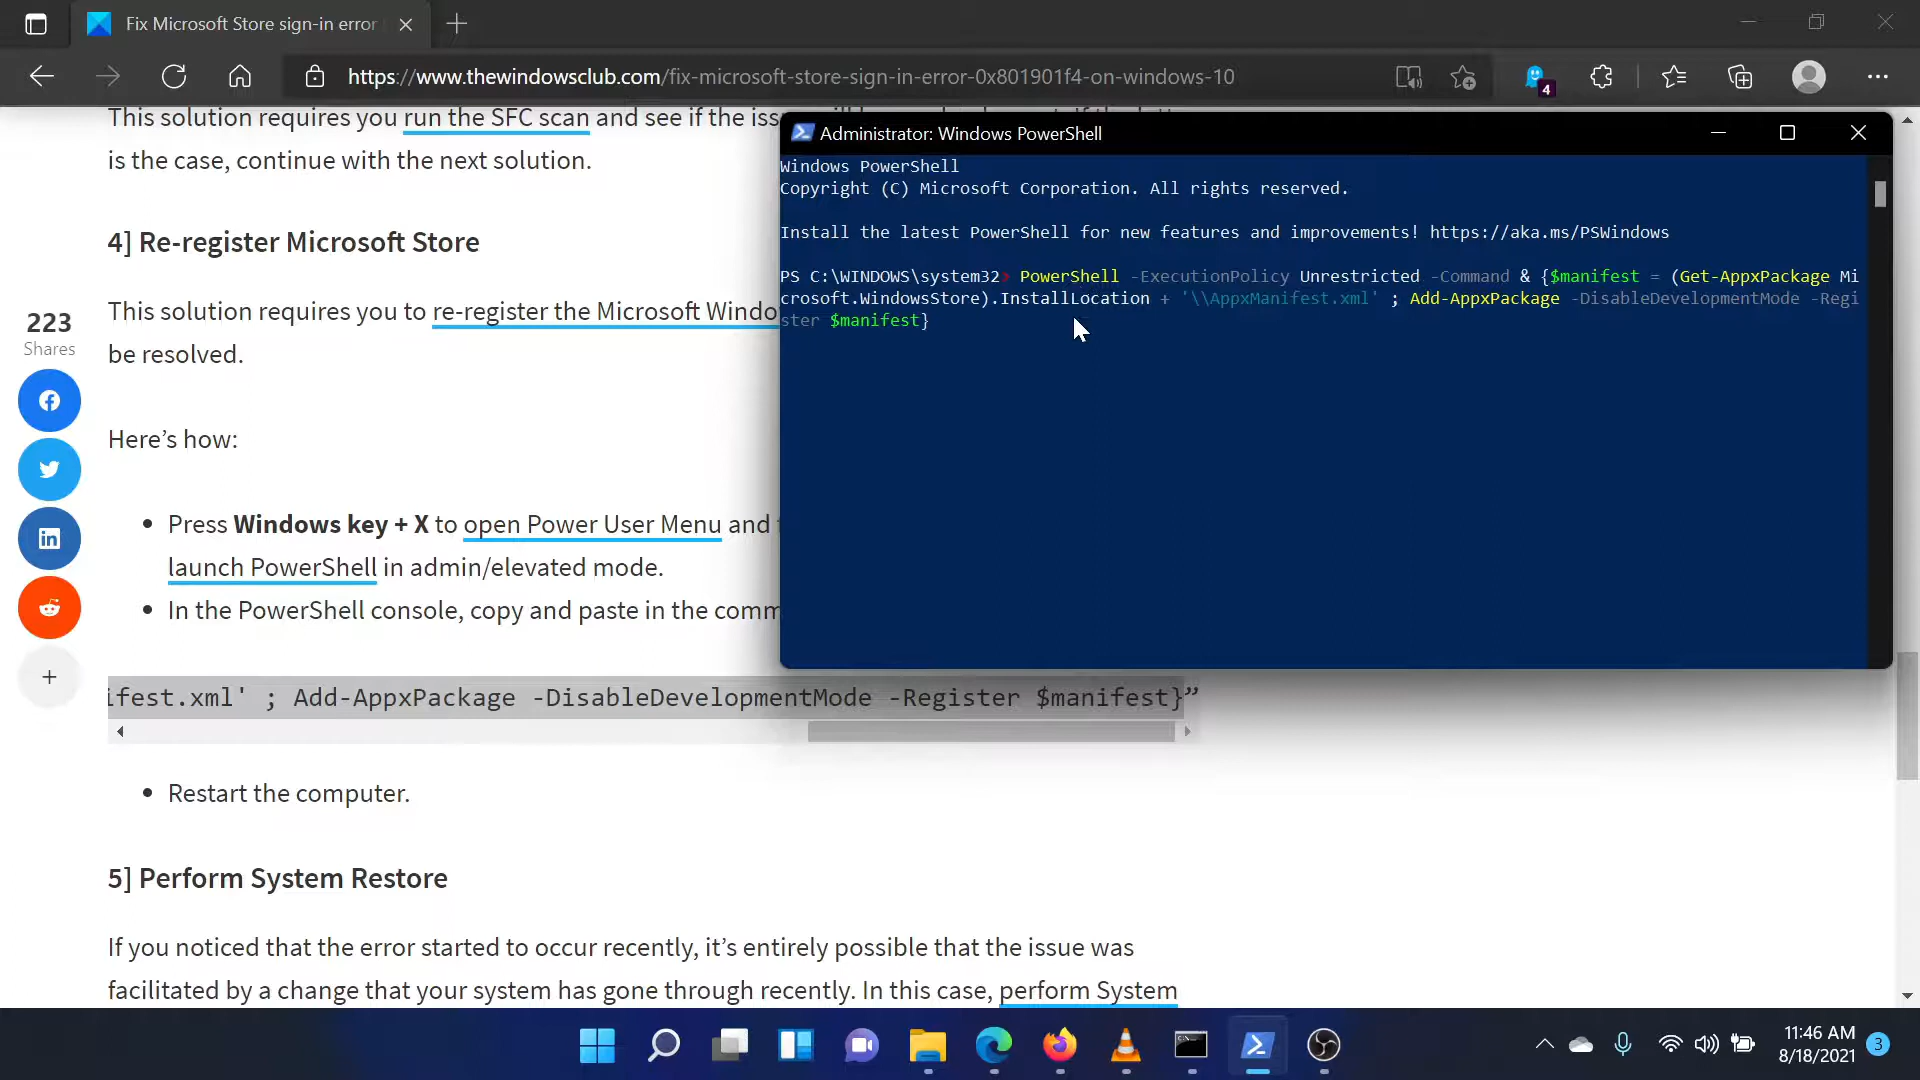 Fix Microsoft Store sign-in error
https://www.thewindowsclub.com/fix-microsoft-store-sign-in-error-0x801901f4-on-windows-10
4
This solution requires you run the SFC scan and see if the iss
is the case, continue with the next solution.
4] Re-register Microsoft Store
This solution requires you to re-register the Microsoft Windo
be resolved.
223
Shares
Here’s how:
Press Windows key + X to open Power User Menu and
launch PowerShell in admin/elevated mode.
In the PowerShell console, copy and paste in the comm
ifest.xml' ; Add-AppxPackage -DisableDevelopmentMode -Register $manifest}”
Restart the computer.
5] Perform System Restore
If you noticed that the error started to occur recently, it’s entirely possible that the issue was
facilitated by a change that your system has gone through recently. In this case, perform System
Administrator: Windows PowerShell
Windows PowerShell
Copyright (C) Microsoft Corporation. All rights reserved.
Install the latest PowerShell for new features and improvements! https://aka.ms/PSWindows
PS C:\WINDOWS\system32> PowerShell -ExecutionPolicy Unrestricted -Command & {$manifest = (Get-AppxPackage Mi
crosoft.WindowsStore).InstallLocation + '\\AppxManifest.xml' ; Add-AppxPackage -DisableDevelopmentMode -Regi
ster $manifest}
11:46 AM
8/18/2021
3